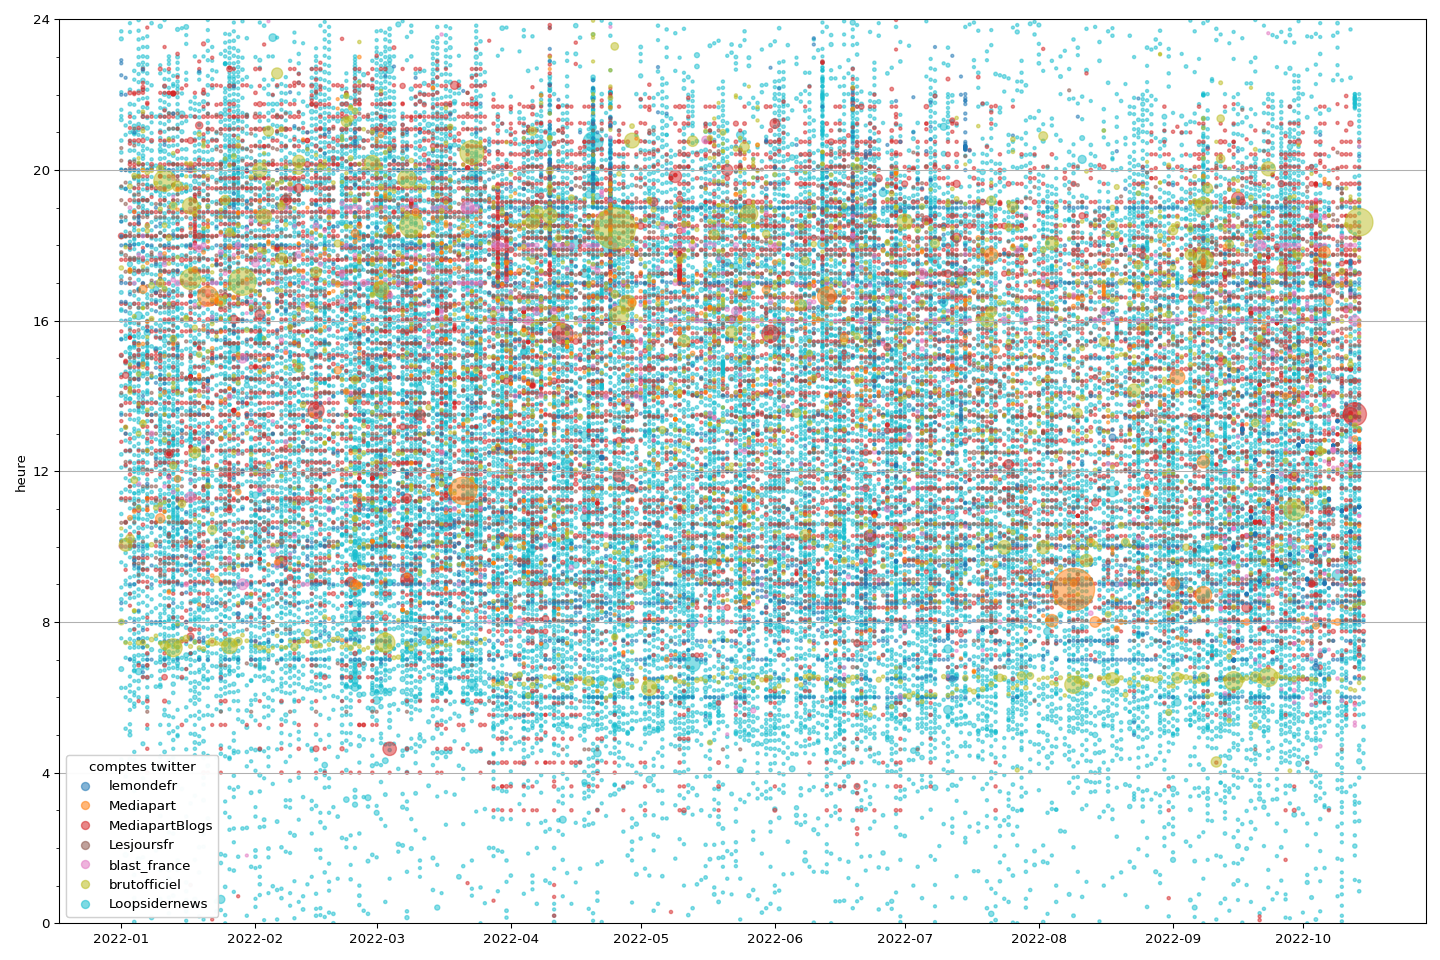 24
20
16
12
8
4
0
heure
comptes twitter
lemondefr
Mediapart
MediapartBlogs
Lesjoursfr
blast_france
brutofficiel
Loopsidernews
2022-01
2022-02
2022-03
2022-04
2022-05
2022-06
2022-07
2022-08
2022-09
2022-10